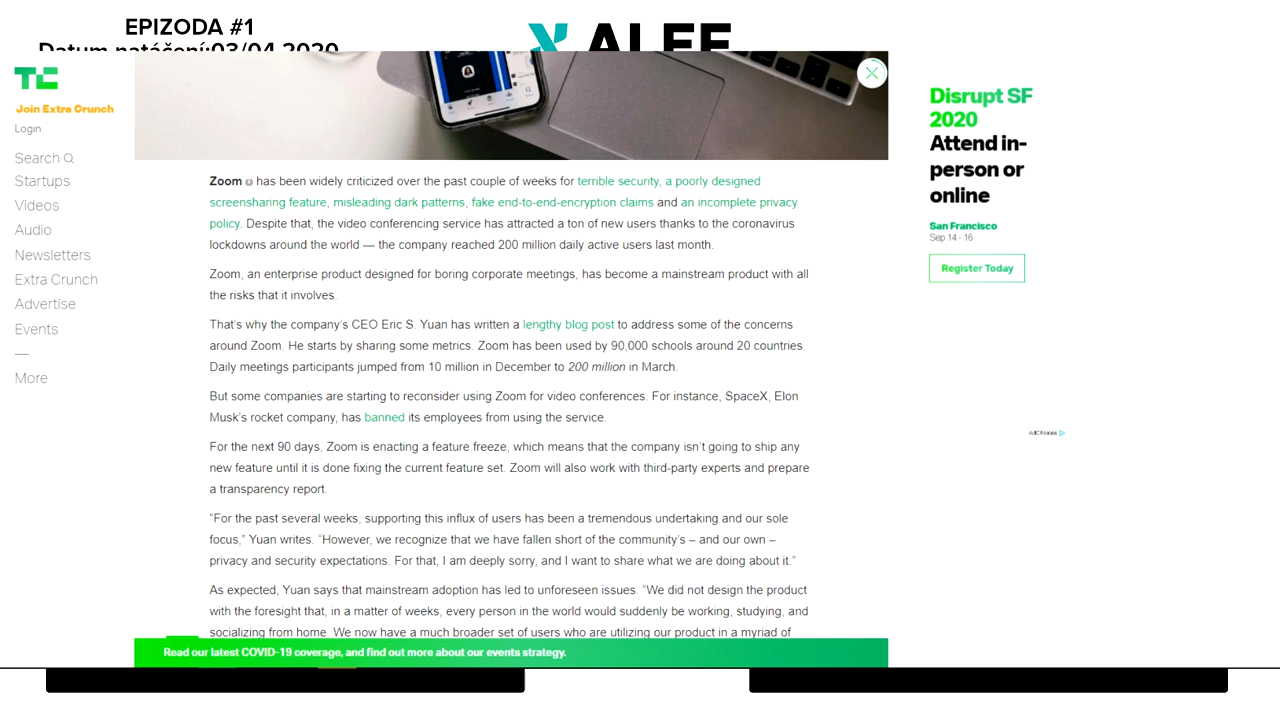 EPIZODA #1
Datum natáčení:03/04 2020
ALEF
TC
Join Extra Crunch
Login
Search
Startups
Videos
Audio
Newsletters
Extra Crunch
Advertise
Events
—
More
Zoom has been widely criticized over the past couple of weeks for terrible security, a poorly designed
screensharing feature, misleading dark patterns, fake end-to-end-encryption claims and an incomplete privacy
policy. Despite that, the video conferencing service has attracted a ton of new users thanks to the coronavirus
lockdowns around the world — the company reached 200 million daily active users last month.
Zoom, an enterprise product designed for boring corporate meetings, has become a mainstream product with all
the risks that it involves.
That's why the company's CEO Eric S. Yuan has written a lengthy blog post to address some of the concerns
around Zoom. He starts by sharing some metrics. Zoom has been used by 90,000 schools around 20 countries.
Daily meetings participants jumped from 10 million in December to 200 million in March.
But some companies are starting to reconsider using Zoom for video conferences. For instance, SpaceX, Elon
Musk's rocket company, has banned its employees from using the service.
For the next 90 days, Zoom is enacting a feature freeze, which means that the company isn't going to ship any
new feature until it is done fixing the current feature set. Zoom will also work with third-party experts and prepare
a transparency report.
“For the past several weeks, supporting this influx of users has been a tremendous undertaking and our sole
focus,” Yuan writes. “However, we recognize that we have fallen short of the community's – and our own –
privacy and security expectations. For that, I am deeply sorry, and I want to share what we are doing about it.”
As expected, Yuan says that mainstream adoption has led to unforeseen issues. “We did not design the product
with the foresight that, in a matter of weeks, every person in the world would suddenly be working, studying, and
socializing from home. We now have a much broader set of users who are utilizing our product in a myriad of
Read our latest COVID-19 coverage, and find out more about our events strategy.
Disrupt SF
2020
Attend in-
person or
online
San Francisco
Sep 14 - 16
Register Today
AdChoices